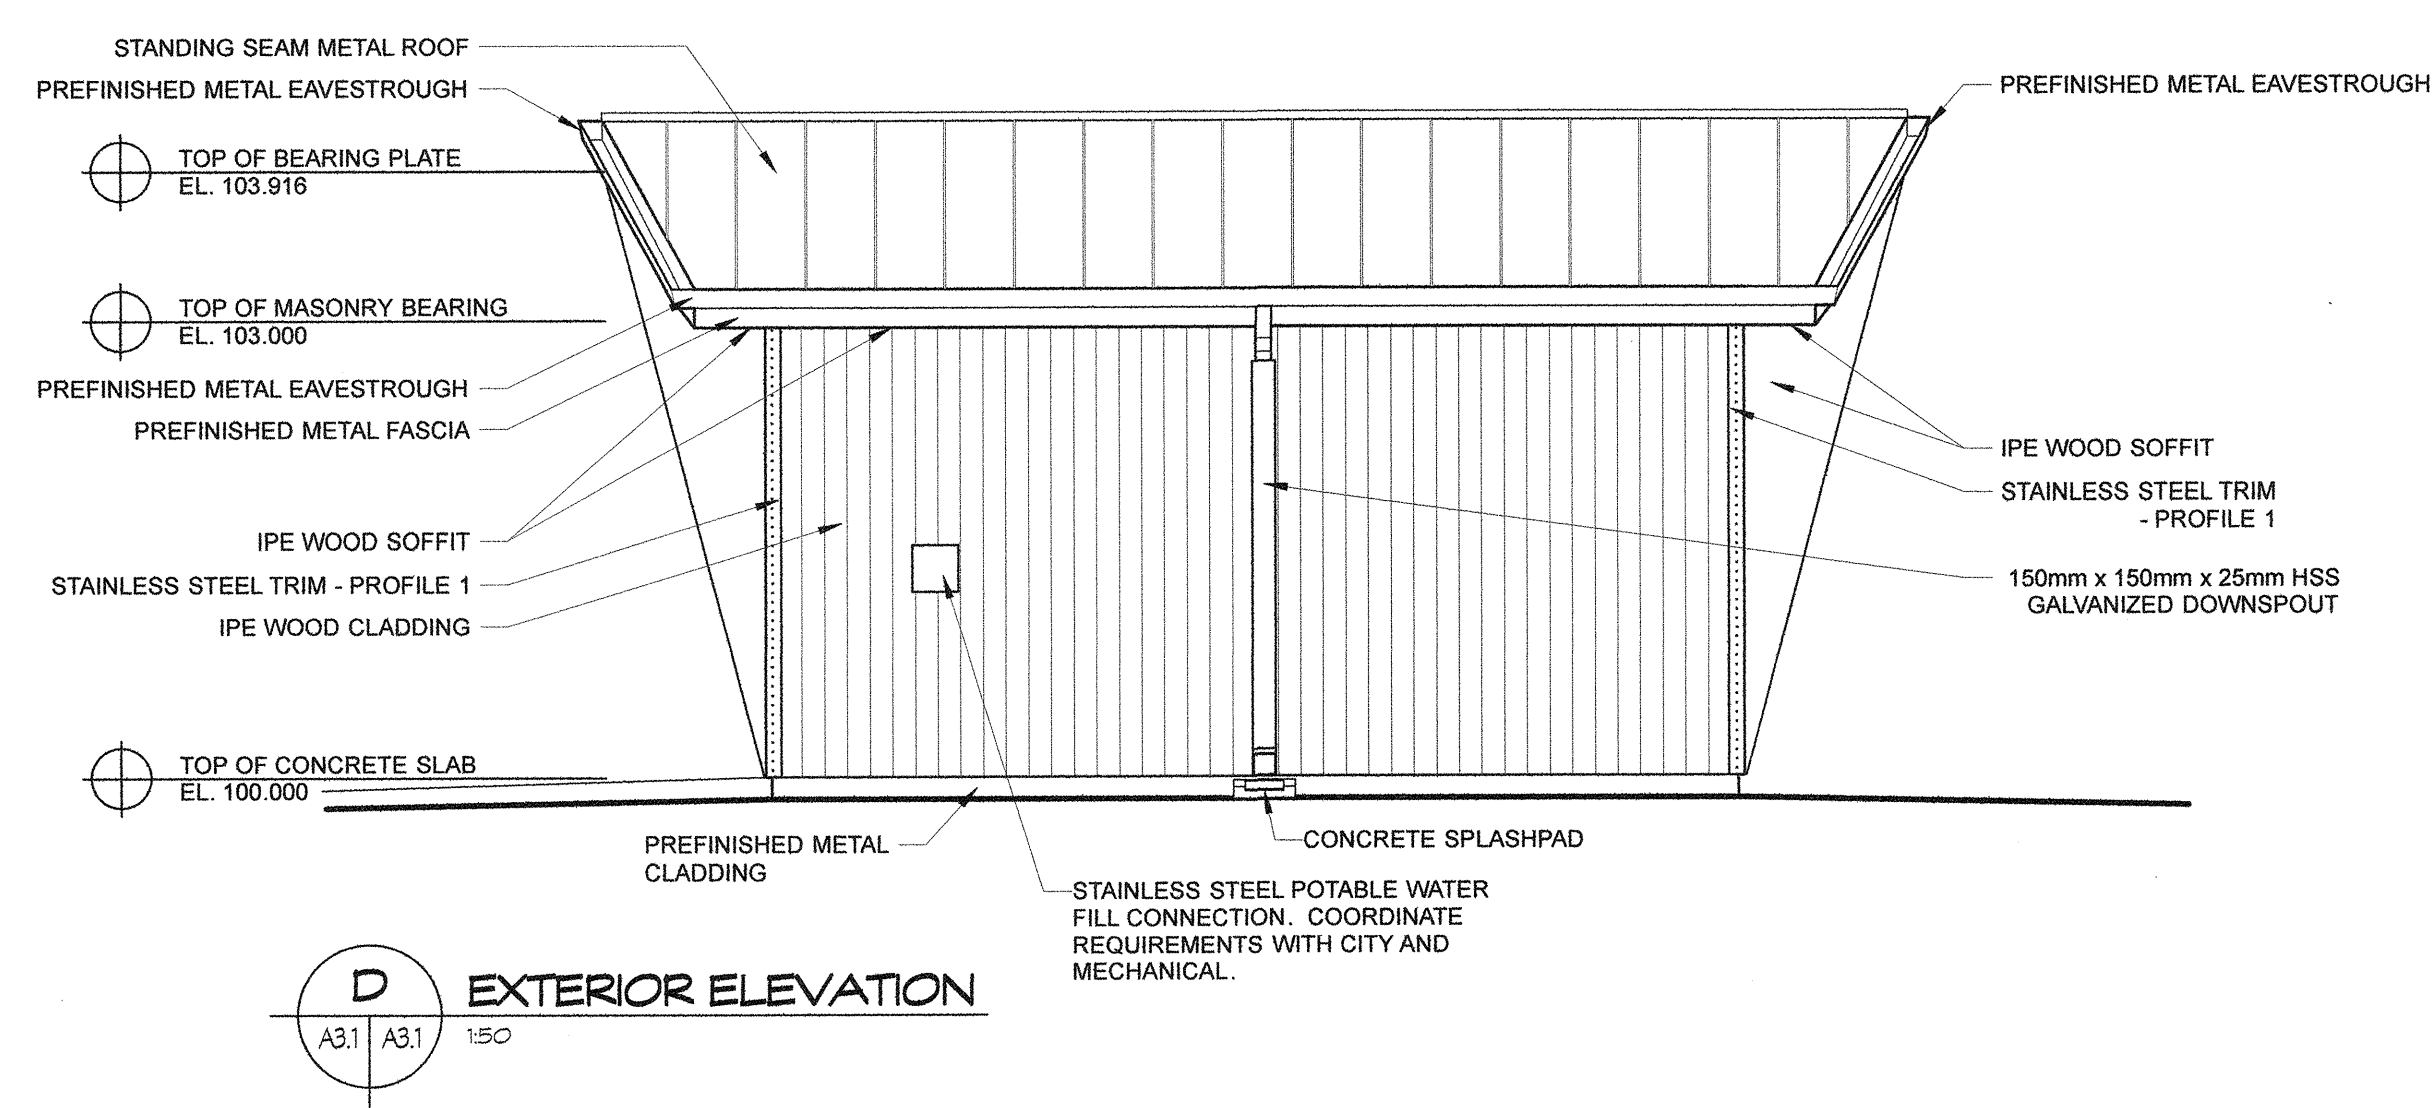 STANDING SEAM METAL ROOF
PREFINISHED METAL EAVESTROUGH
PREFINISHED METAL EAVESTROUGH
TOP OF BEARING PLATE
EL. 103.916
TOP OF MASONRY BEARING
EL. 103.000
PREFINISHED METAL EAVESTROUGH
PREFINISHED METAL FASCIA
IPE WOOD SOFFIT
STAINLESS STEEL TRIM - PROFILE 1
IPE WOOD CLADDING
IPE WOOD SOFFIT
STAINLESS STEEL TRIM
- PROFILE 1
150mm x 150mm x 25mm HSS
GALVANIZED DOWNSPOUT
TOP OF CONCRETE SLAB
EL. 100.000
PREFINISHED METAL
CLADDING
CONCRETE SPLASHPAD
STAINLESS STEEL POTABLE WATER
FILL CONNECTION. COORDINATE
REQUIREMENTS WITH CITY AND
MECHANICAL.
D
A3.1 A3.1
EXTERIOR ELEVATION
1:50